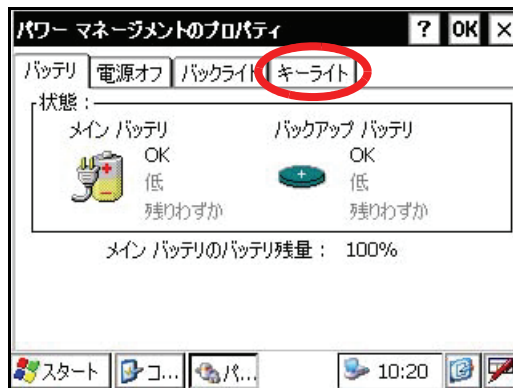 パワー マネージメントのプロパティ ? OK ×
バッテリ 電源オフ バックライト キーライト
状態：
メイン バッテリ バックアップ バッテリ
OK OK
低 低
残りわずか 残りわずか
メイン バッテリのバッテリ残量： 100%
スタート コ... パ... 10:20